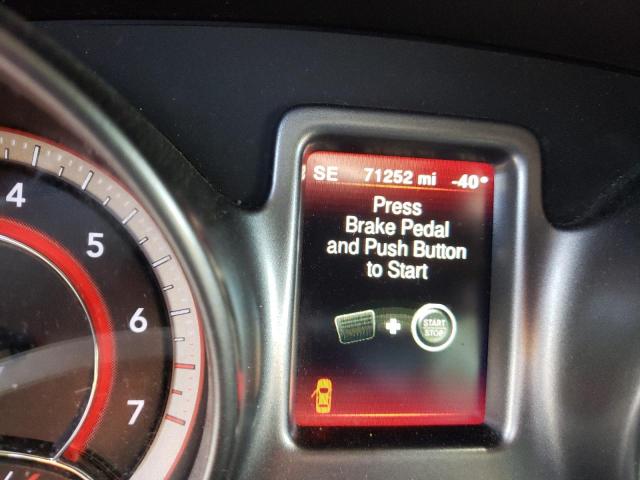 SE 71252 mi -40°
Press
Brake Pedal
and Push Button
to Start
START
STOP
4
5
6
7